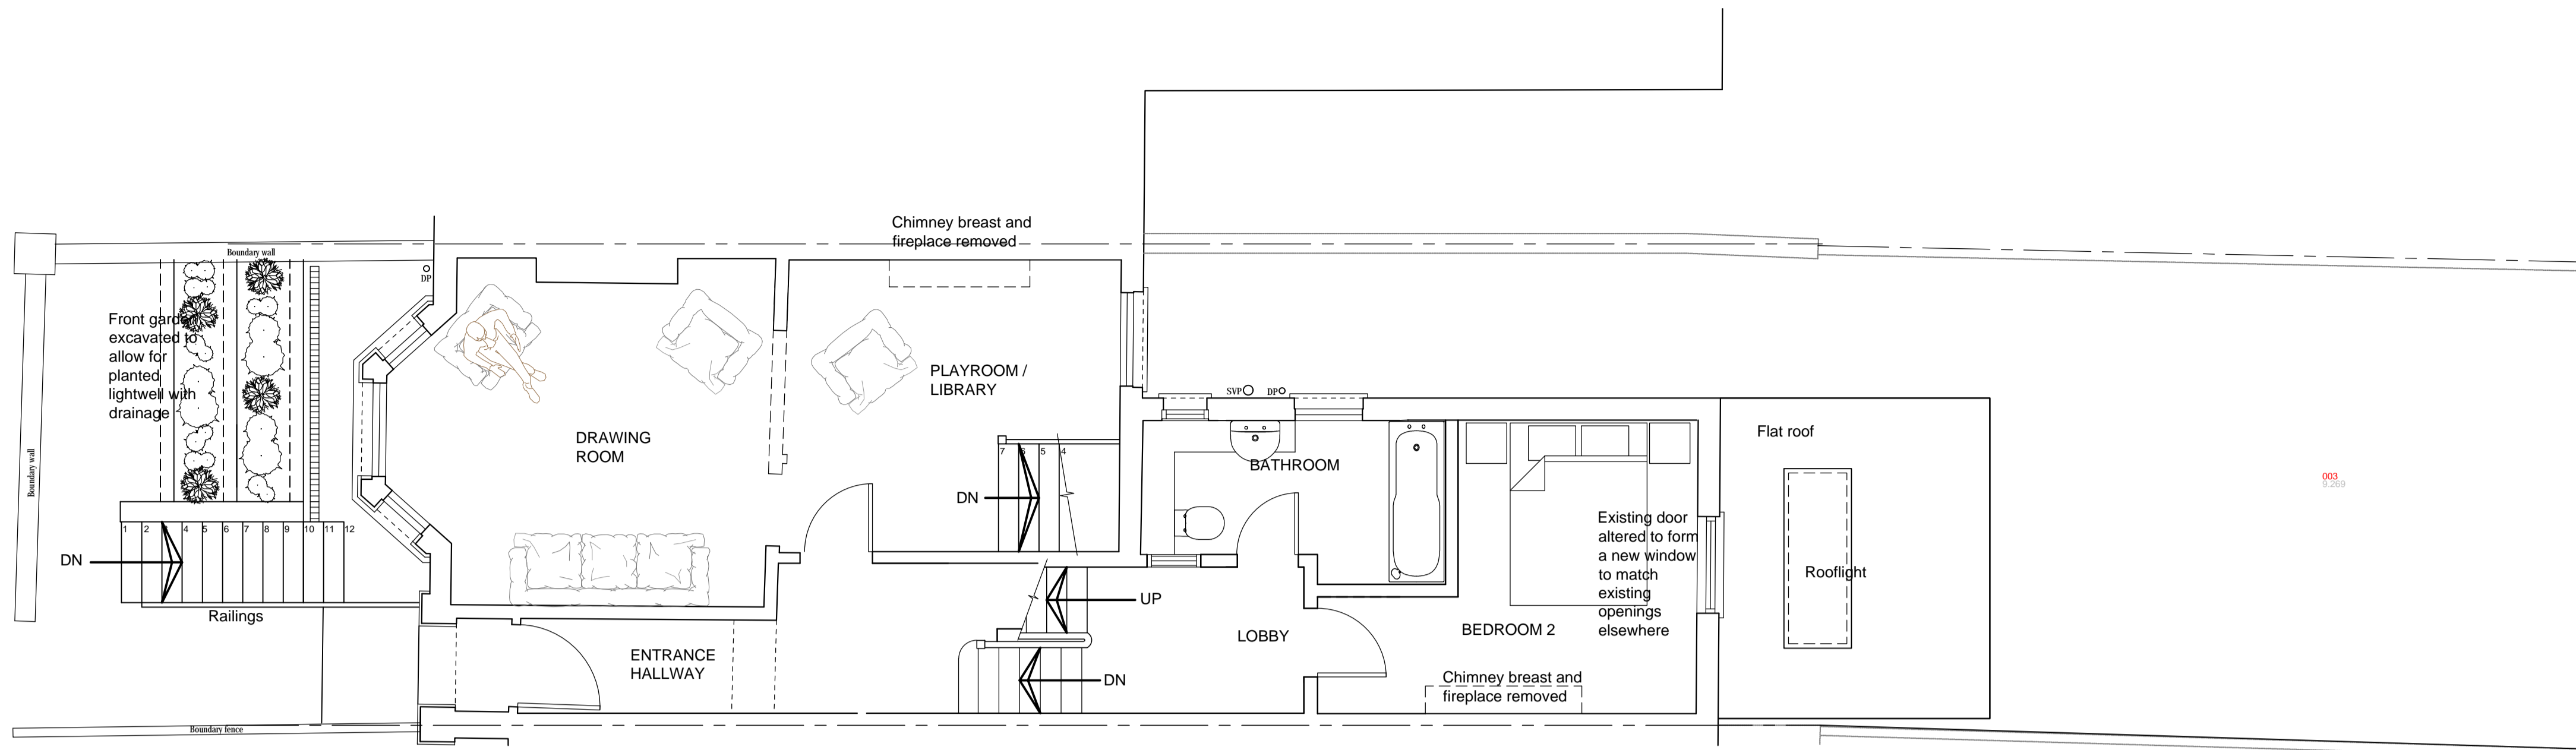 Chimney breast and
fireplace removed
Boundary wall
DP
Front garden
excavated to
allow for
planted
lightwell with
drainage
Boundary wall
PLAYROOM /
LIBRARY
DRAWING
ROOM
SVP
DP
BATHROOM
Flat roof
003
9.269
7
6
5
4
DN
1
2
3
4
5
6
7
8
9
10
11
12
DN
Railings
Existing door
altered to form
a new window
to match
existing
openings
elsewhere
Rooflight
UP
LOBBY
BEDROOM 2
ENTRANCE
HALLWAY
DN
Chimney breast and
fireplace removed
Boundary fence